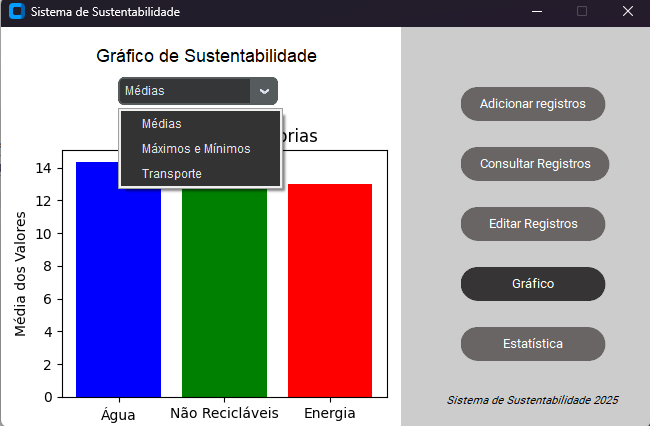 Sistema de Sustentabilidade
Gráfico de Sustentabilidade
Médias
Médias
Máximos e Mínimos
Transporte
14
12
10
8
6
4
2
0
Média dos Valores
Água
Não Recicláveis
Energia
Adicionar registros
Consultar Registros
Editar Registros
Gráfico
Estatística
Sistema de Sustentabilidade 2025